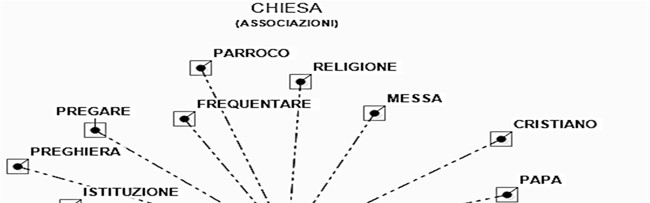 CHIESA
(ASSOCIAZIONI)
PARROCO
RELIGIONE
FREQUENTARE
MESSA
PREGARE
CRISTIANO
PREGHIERA
PAPA
ISTITUZIONE